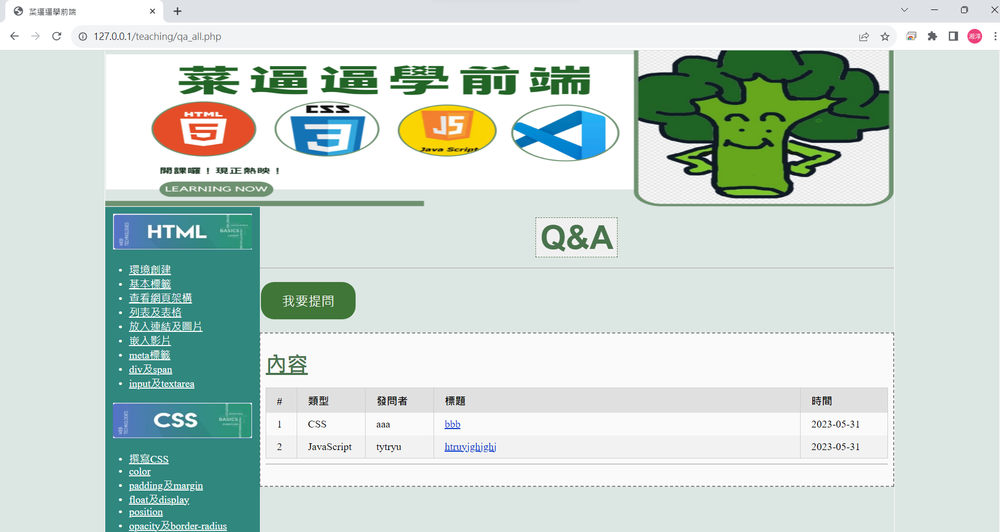 菜逼逼學前端
127.0.0.1/teaching/qa_all.php
湘淳
菜逼逼學前端
HTML
5
CSS
3
JS
Java Script
開課囉！現正熱映！
LEARNING NOW
WEB TECHNOLOGIES
HTML
BASICS
環境創建
基本標籤
查看網頁架構
列表及表格
放入連結及圖片
嵌入影片
meta標籤
div及span
input及textarea
WEB TECHNOLOGIES
CSS
BASICS
撰寫CSS
color
padding及margin
float及display
position
opacity及border-radius
Q&A
我要提問
內容
# 類型 發問者 標題 時間
1 CSS aaa bbb 2023-05-31
2 JavaScript tytryu htruyjghjghj 2023-05-31